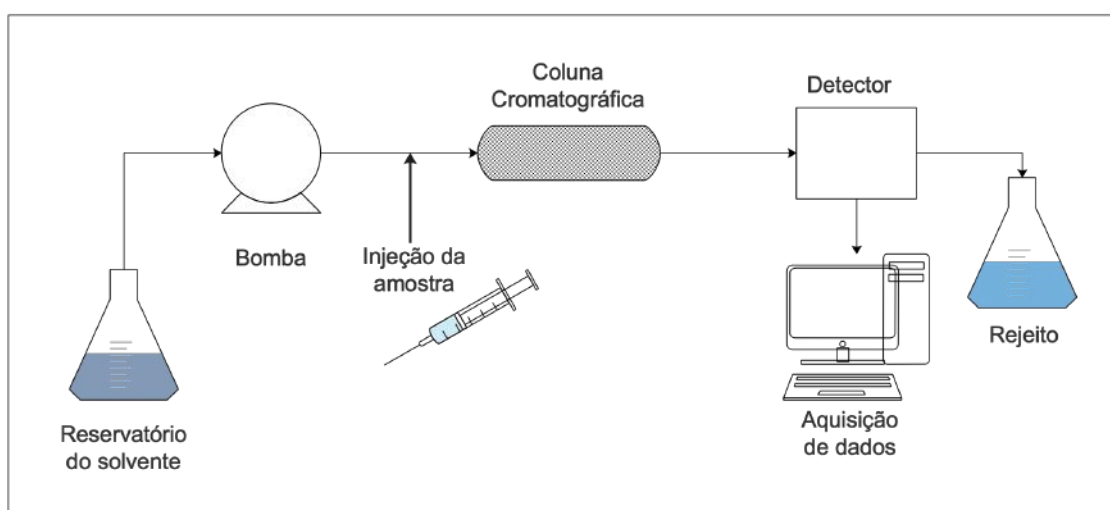 Coluna
Cromatográfica
Detector
Bomba
Injeção da
amostra
Reservatório
do solvente
Aquisição
de dados
Rejeito